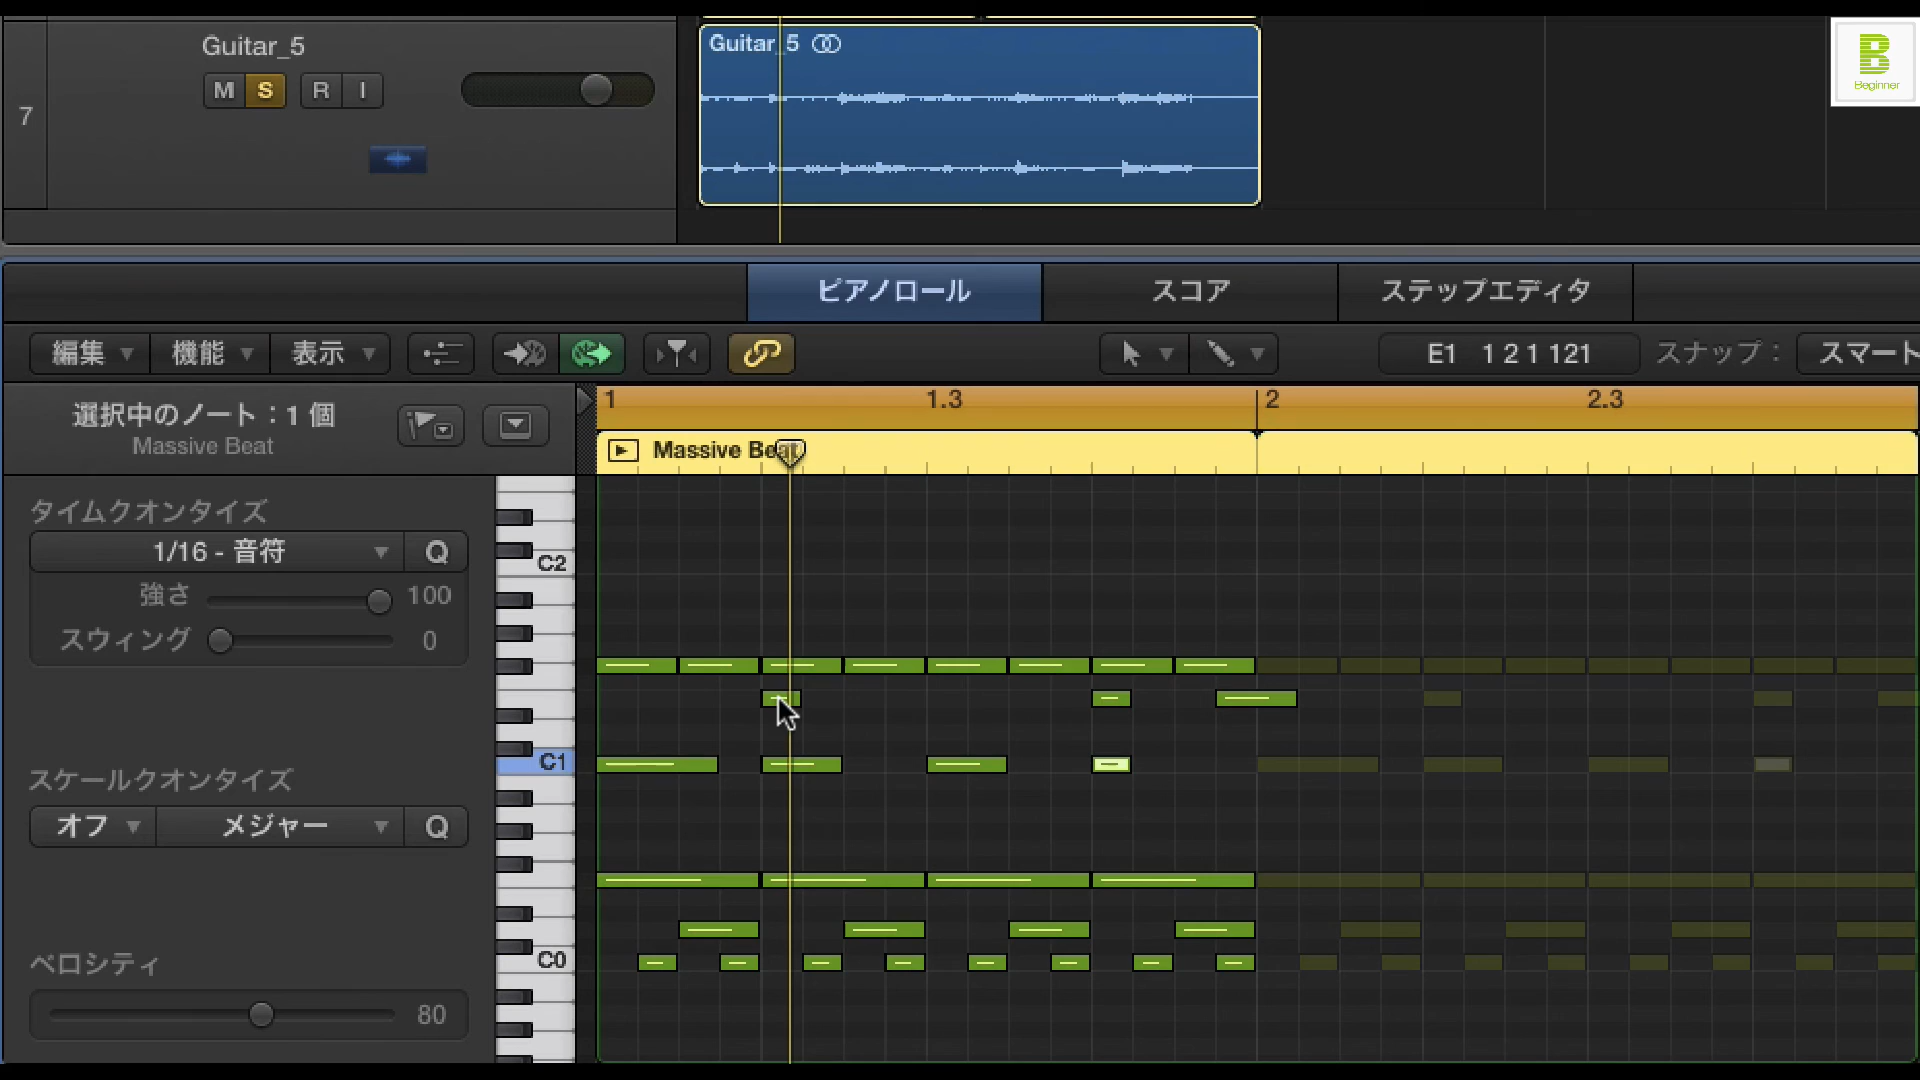 Guitar_5
M S R I
7
Guitar_5
B
Beginner
ピアノロール スコア ステップエディタ
編集 機能 表示
E1 1 2 1 121
スナップ： スマート
選択中のノート：1 個
Massive Beat
1 1.3 2 2.3
Massive Beat
タイムクオンタイズ
1/16 - 音符 Q
強さ 100
スウィング 0
C2
C1
スケールクオンタイズ
オフ メジャー Q
C0
ベロシティ
80